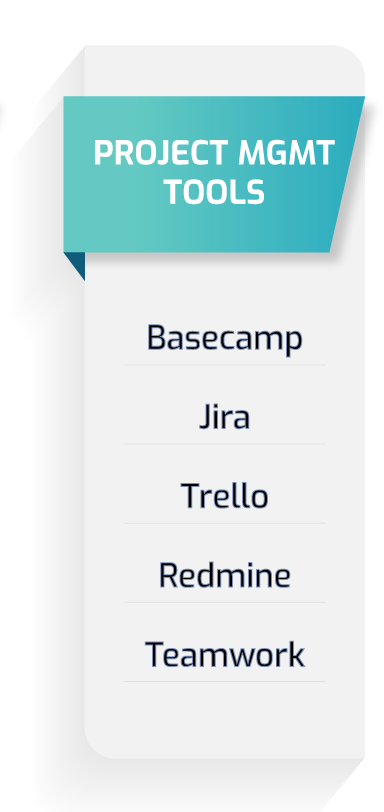 PROJECT MGMT
TOOLS
Basecamp
Jira
Trello
Redmine
Teamwork